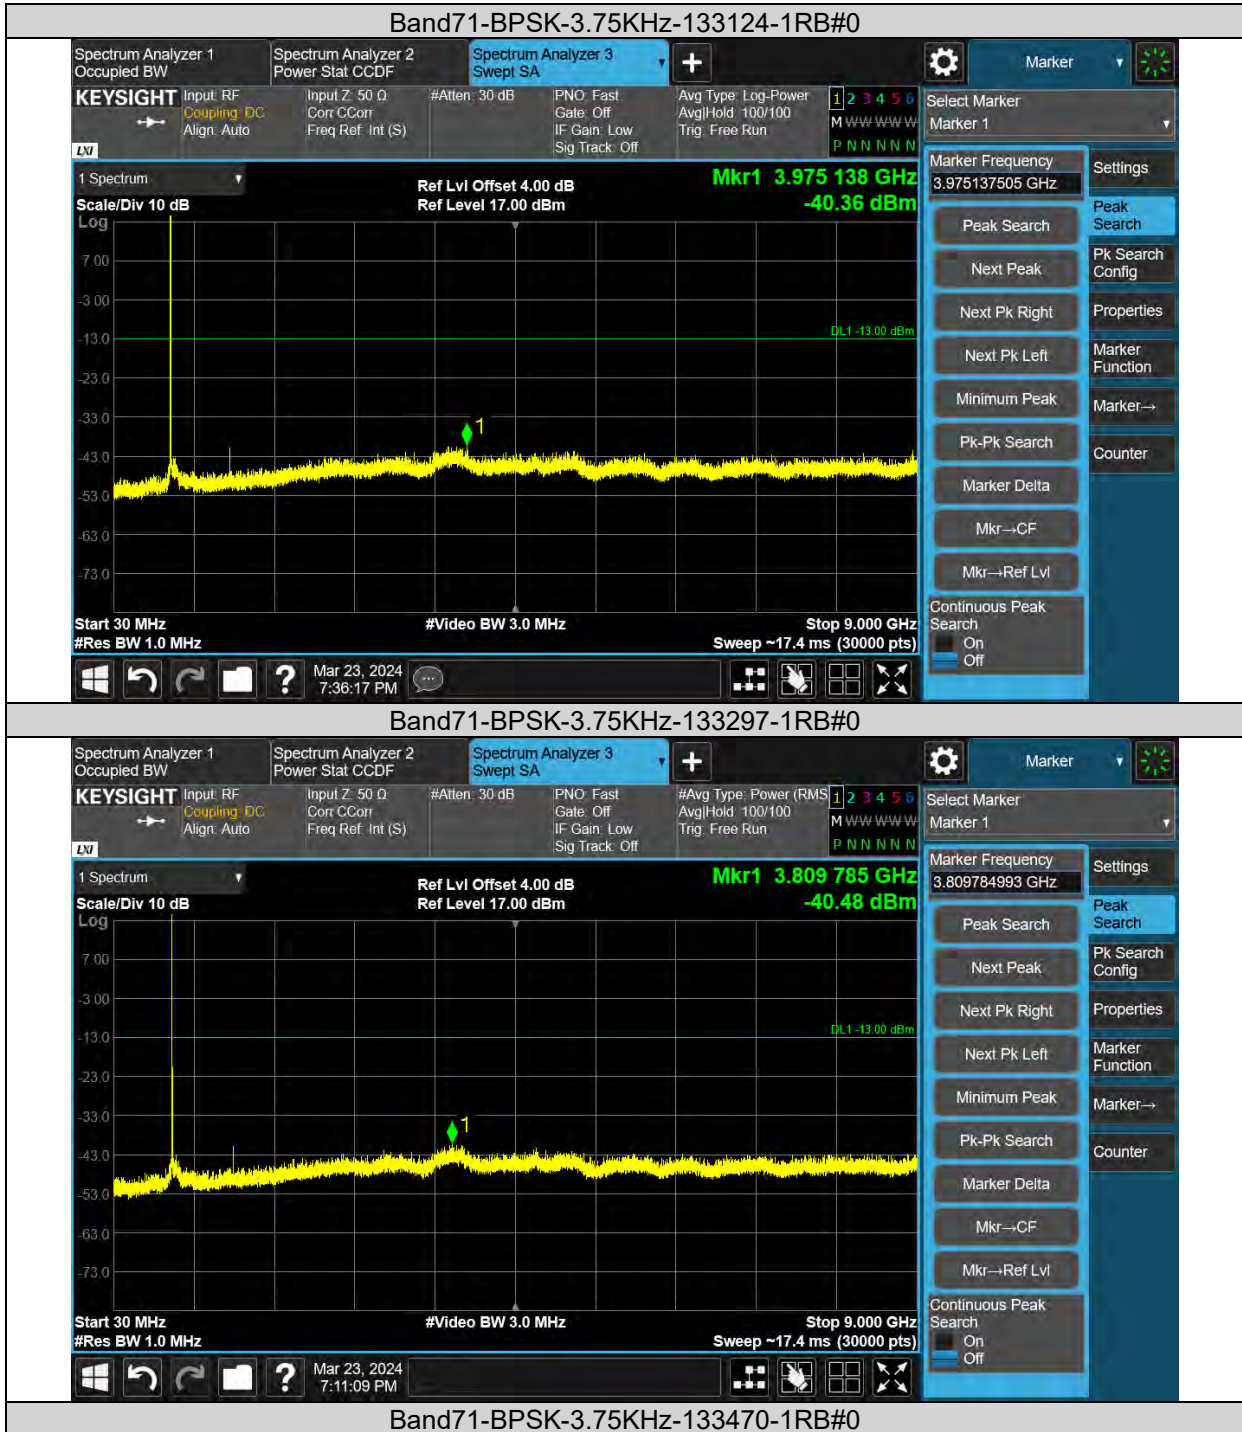 Band71-BPSK-3.75KHz-133124-1RB#0
Spectrum Analyzer 1
Occupied BW
Spectrum Analyzer 2
Power Stat CCDF
Spectrum Analyzer 3
Swept SA
Marker
KEYSIGHT
LXI
Input: RF
Coupling: DC
Align: Auto
Input Z: 50 Ω
Corr CCorr
Freq Ref: Int (S)
#Atten: 30 dB
PNO: Fast
Gate: Off
IF Gain: Low
Sig Track: Off
Avg Type: Log-Power
Avg|Hold: 100/100
Trig: Free Run
1 2 3 4 5 6
M W W W W W
P N N N N N
Select Marker
Marker 1
1 Spectrum
Scale/Div 10 dB
Log
Ref Lvl Offset 4.00 dB
Ref Level 17.00 dBm
Mkr1 3.975 138 GHz
-40.36 dBm
7.00
-3.00
-13.0
-23.0
-33.0
-43.0
-53.0
-63.0
-73.0
DL1 -13.00 dBm
1
Start 30 MHz
#Res BW 1.0 MHz
#Video BW 3.0 MHz
Stop 9.000 GHz
Sweep ~17.4 ms (30000 pts)
Marker Frequency
3.975137505 GHz
Peak Search
Next Peak
Next Pk Right
Next Pk Left
Minimum Peak
Pk-Pk Search
Marker Delta
Mkr→CF
Mkr→Ref Lvl
Continuous Peak
Search
On
Off
Settings
Peak
Search
Pk Search
Config
Properties
Marker
Function
Marker→
Counter
Mar 23, 2024
7:36:17 PM
Band71-BPSK-3.75KHz-133297-1RB#0
Spectrum Analyzer 1
Occupied BW
Spectrum Analyzer 2
Power Stat CCDF
Spectrum Analyzer 3
Swept SA
Marker
KEYSIGHT
LXI
Input: RF
Coupling: DC
Align: Auto
Input Z: 50 Ω
Corr CCorr
Freq Ref: Int (S)
#Atten: 30 dB
PNO: Fast
Gate: Off
IF Gain: Low
Sig Track: Off
#Avg Type: Power (RMS
Avg|Hold: 100/100
Trig: Free Run
1 2 3 4 5 6
M W W W W W
P N N N N N
Select Marker
Marker 1
1 Spectrum
Scale/Div 10 dB
Log
Ref Lvl Offset 4.00 dB
Ref Level 17.00 dBm
Mkr1 3.809 785 GHz
-40.48 dBm
7.00
-3.00
-13.0
-23.0
-33.0
-43.0
-53.0
-63.0
-73.0
DL1 -13.00 dBm
1
Start 30 MHz
#Res BW 1.0 MHz
#Video BW 3.0 MHz
Stop 9.000 GHz
Sweep ~17.4 ms (30000 pts)
Marker Frequency
3.809784993 GHz
Peak Search
Next Peak
Next Pk Right
Next Pk Left
Minimum Peak
Pk-Pk Search
Marker Delta
Mkr→CF
Mkr→Ref Lvl
Continuous Peak
Search
On
Off
Settings
Peak
Search
Pk Search
Config
Properties
Marker
Function
Marker→
Counter
Mar 23, 2024
7:11:09 PM
Band71-BPSK-3.75KHz-133470-1RB#0